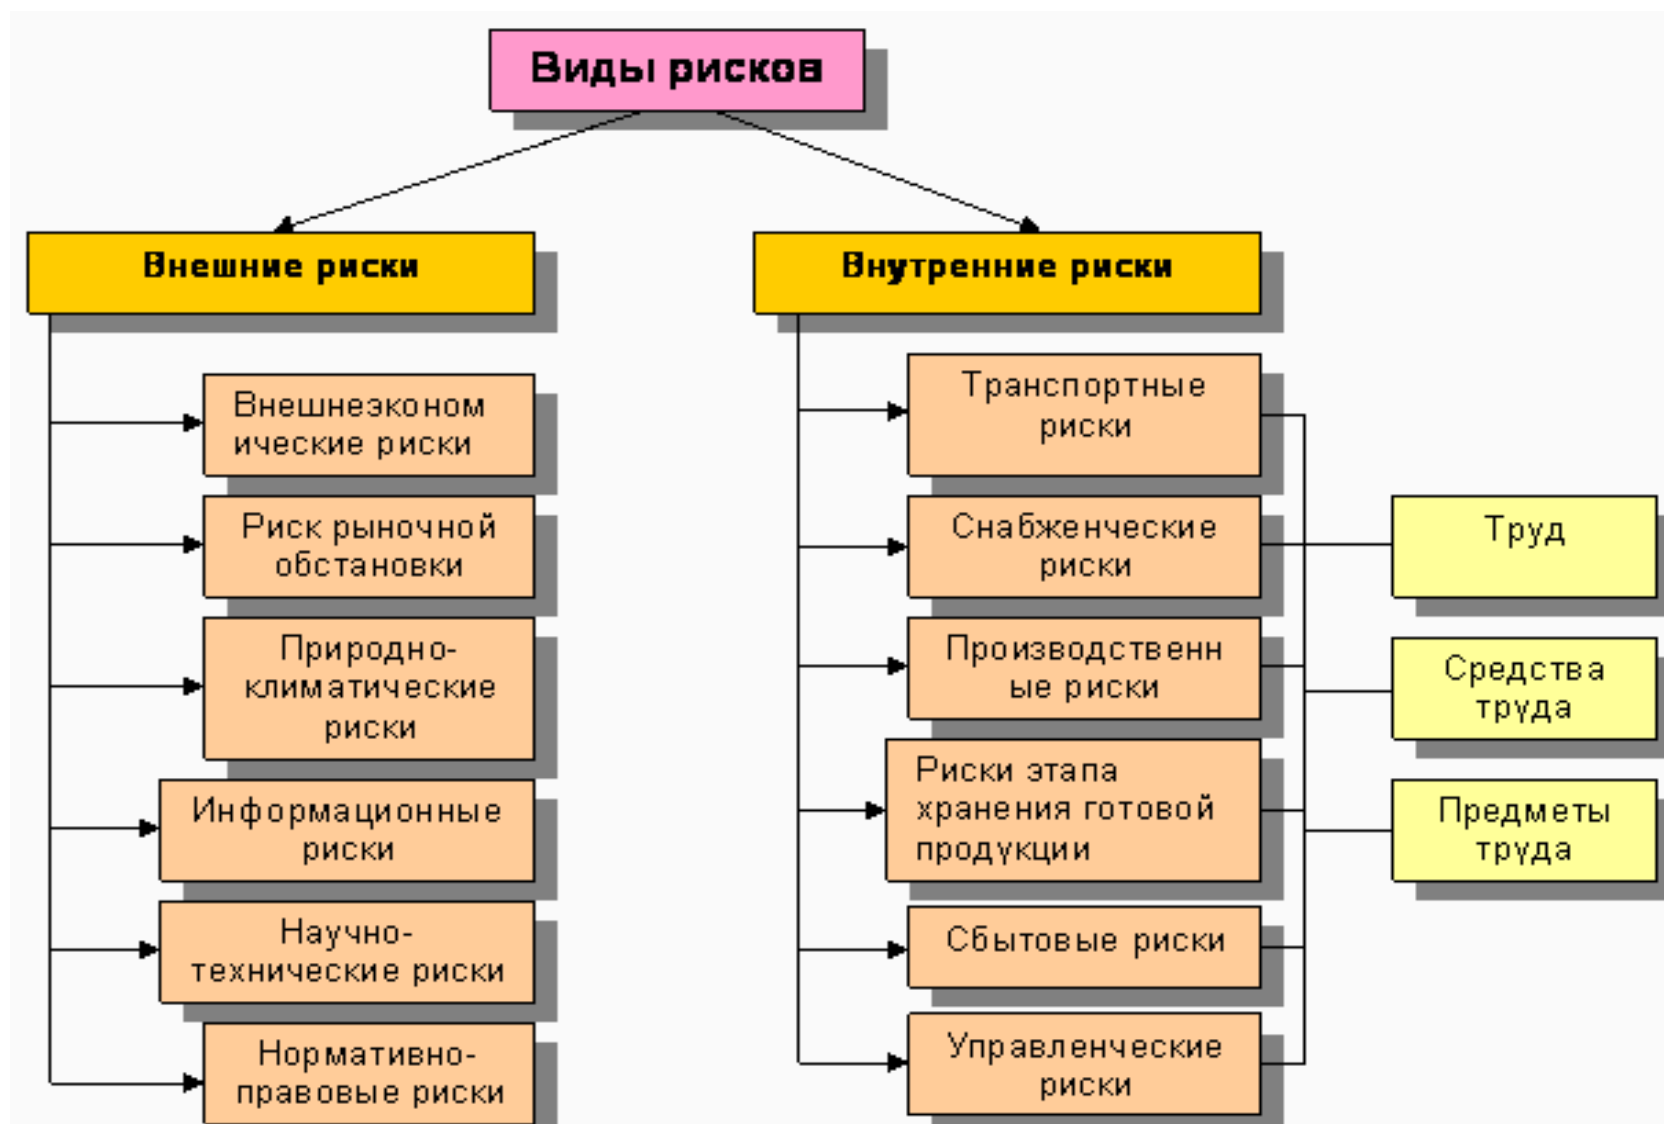 Виды рисков
Внешние риски
Внешнеэконом
ические риски
Риск рыночной
обстановки
Природно-
климатические
риски
Информационные
риски
Научно-
технические риски
Нормативно-
правовые риски
Внутренние риски
Транспортные
риски
Снабженческие
риски
Производственн
ые риски
Риски этапа
хранения готовой
продукции
Сбытовые риски
Управленческие
риски
Труд
Средства
труда
Предметы
труда